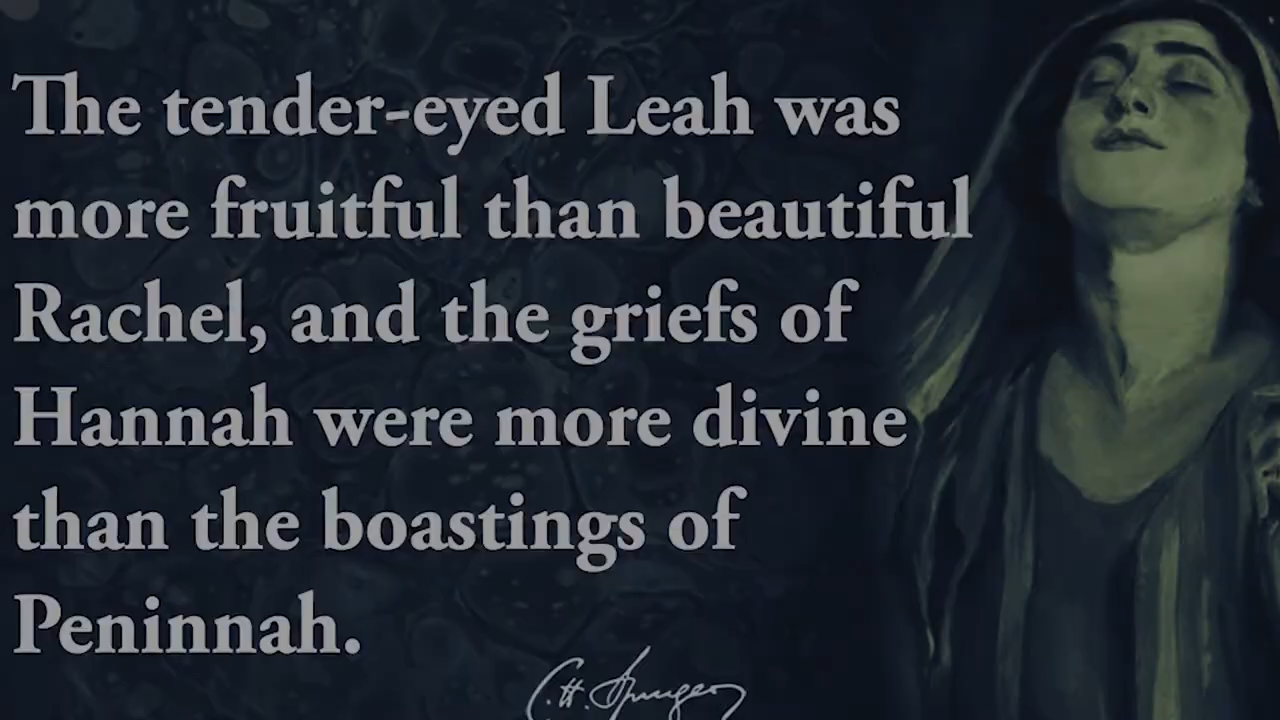 The tender-eyed Leah was
more fruitful than beautiful
Rachel, and the griefs of
Hannah were more divine
than the boastings of
Peninnah.
C.H. Spurgeon